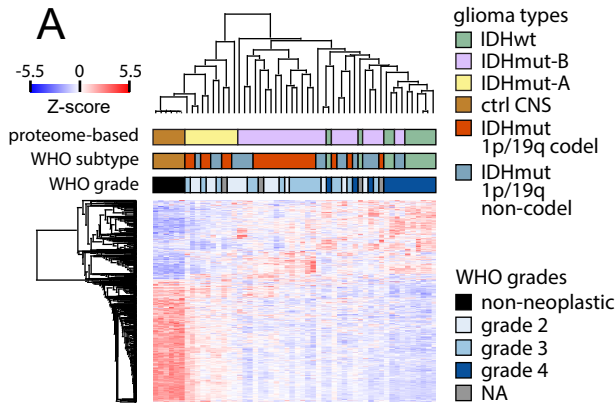 A
-5.5 0 5.5
Z-score
proteome-based
WHO subtype
WHO grade
glioma types
IDHwt
IDHmut-B
IDHmut-A
ctrl CNS
IDHmut
1p/19q codel
IDHmut
1p/19q
non-codel
WHO grades
non-neoplastic
grade 2
grade 3
grade 4
NA